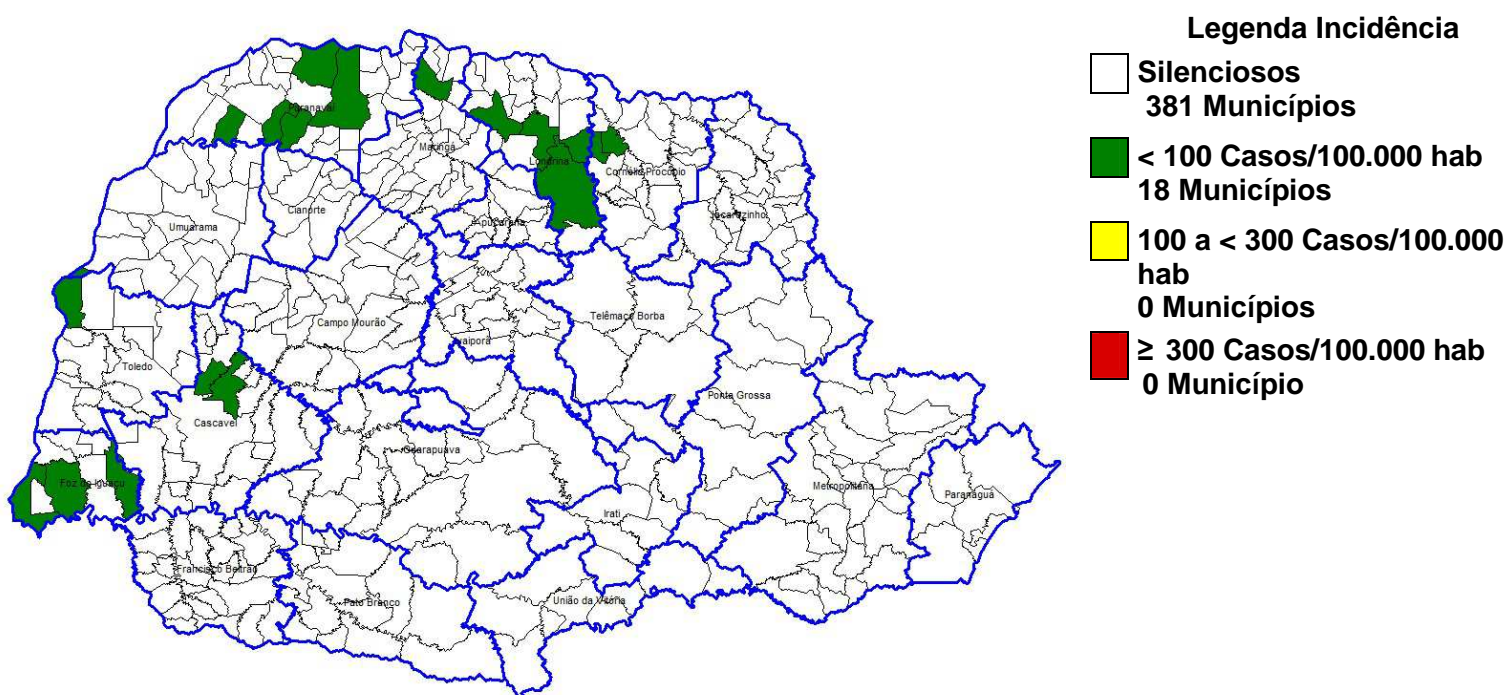 Legenda Incidência
Silenciosos
381 Municípios
< 100 Casos/100.000 hab
18 Municípios
100 a < 300 Casos/100.000
hab
0 Municípios
≥ 300 Casos/100.000 hab
0 Município
Paranavaí
Maringá
Londrina
Cornélio Procópio
Jacarezinho
Apucarana
Cianorte
Umuarama
Campo Mourão
Ivaiporã
Telêmaco Borba
Toledo
Ponta Grossa
Cascavel
Guarapuava
Foz do Iguaçu
Metropolitana
Paranaguá
Irati
Francisco Beltrão
Pato Branco
União da Vitória